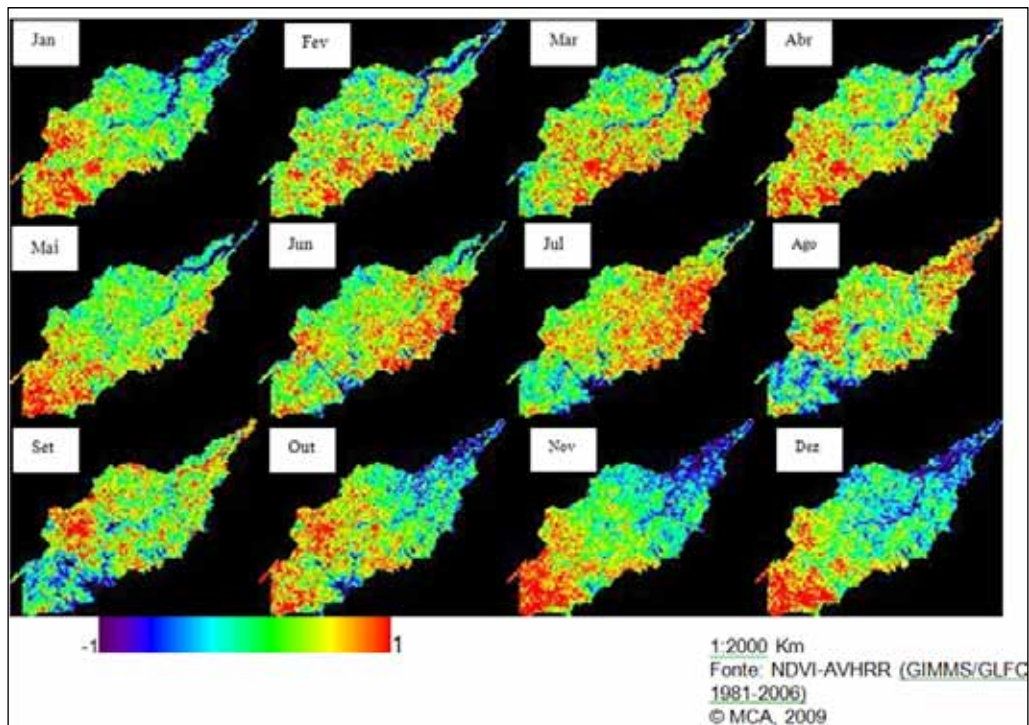 Jan
Fev
Mar
Abr
Mai
Jun
Jul
Ago
Set
Out
Nov
Dez
-1
1
1:2000 Km
Fonte: NDVI-AVHRR (GIMMS/GLFC
1981-2006)
© MCA, 2009